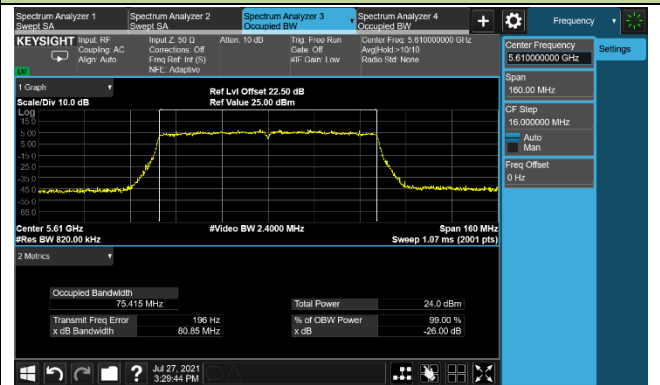 Spectrum Analyzer 1
Swept SA
Spectrum Analyzer 2
Swept SA
Spectrum Analyzer 3
Occupied BW
Spectrum Analyzer 4
Occupied BW
Frequency
KEYSIGHT
Input: RF
Coupling: AC
Align: Auto
Input Z: 50 Ω
Corrections: Off
Freq Ref: Int (S)
NFE: Adaptive
Atten: 10 dB
Trig: Free Run
Gate: Off
#IF Gain: Low
Center Freq: 5.610000000 GHz
Avg|Hold:>10/10
Radio Std: None
Center Frequency
5.610000000 GHz
Settings
Span
160.00 MHz
CF Step
16.000000 MHz
Auto
Man
Freq Offset
0 Hz
1 Graph
Scale/Div 10.0 dB
Ref Lvl Offset 22.50 dB
Ref Value 25.00 dBm
Log
15.0
5.00
-5.00
-15.0
-25.0
-35.0
-45.0
-55.0
-65.0
Center 5.61 GHz
#Res BW 820.00 kHz
#Video BW 2.4000 MHz
Span 160 MHz
Sweep 1.07 ms (2001 pts)
2 Metrics
Occupied Bandwidth
75.415 MHz
Total Power 24.0 dBm
Transmit Freq Error 196 Hz
% of OBW Power 99.00 %
x dB Bandwidth 80.85 MHz
x dB -26.00 dB
?
Jul 27, 2021
3:29:44 PM